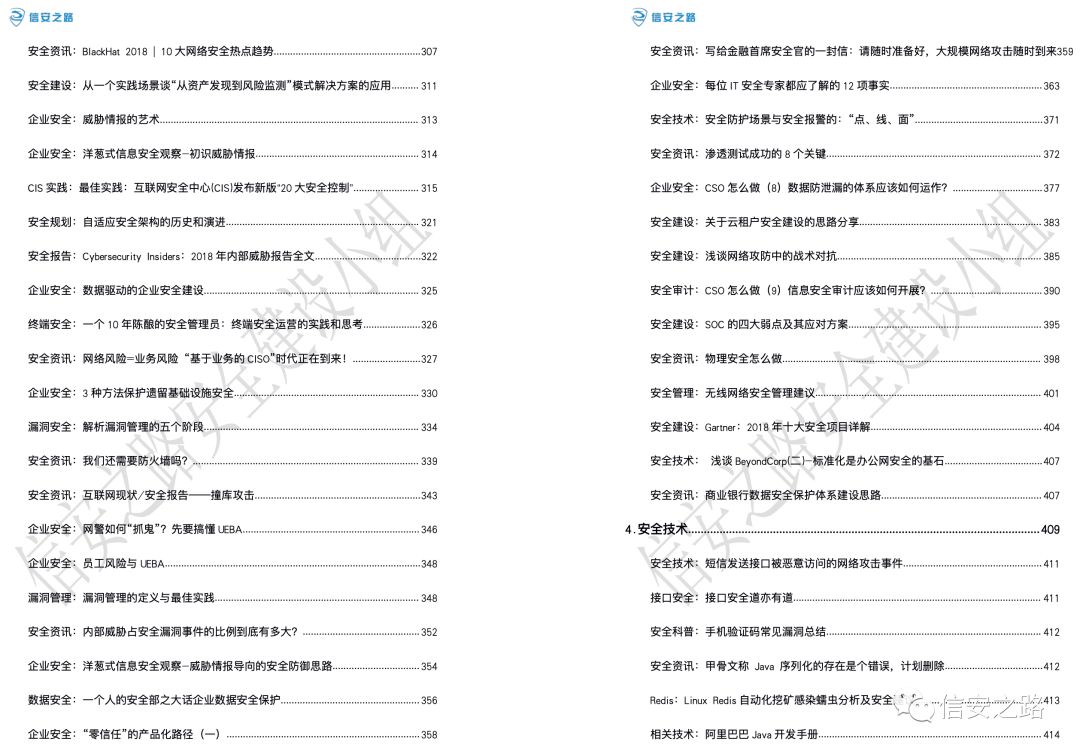 信安之路
安全资讯：BlackHat 2018 | 10 大网络安全热点趋势 307
安全建设：从一个实践场景谈“从资产发现到风险监测”模式解决方案的应用 311
企业安全：威胁情报的艺术 313
企业安全：洋葱式信息安全观察-初识威胁情报 314
CIS 实践：最佳实践：互联网安全中心(CIS)发布新版"20 大安全控制" 315
安全规划：自适应安全架构的历史和演进 321
安全报告：Cybersecurity Insiders：2018 年内部威胁报告全文 322
企业安全：数据驱动的企业安全建设 325
终端安全：一个 10 年陈酿的安全管理员：终端安全运营的实践和思考 326
安全资讯：网络风险=业务风险 “基于业务的 CISO”时代正在到来！ 327
企业安全：3 种方法保护遗留基础设施安全 330
漏洞安全：解析漏洞管理的五个阶段 334
安全资讯：我们还需要防火墙吗？ 339
安全资讯：互联网现状/安全报告——撞库攻击 343
企业安全：网警如何“抓鬼”？先要搞懂 UEBA 346
企业安全：员工风险与 UEBA 348
漏洞管理：漏洞管理的定义与最佳实践 348
安全资讯：内部威胁占安全漏洞事件的比例到底有多大？ 352
企业安全：洋葱式信息安全观察-威胁情报导向的安全防御思路 354
数据安全：一个人的安全部之大话企业数据安全保护 356
企业安全：“零信任”的产品化路径（一） 358
信安之路安全建设小组
信安之路
安全资讯：写给金融首席安全官的一封信：请随时准备好，大规模网络攻击随时到来359
企业安全：每位 IT 安全专家都应了解的 12 项事实 363
安全技术：安全防护场景与安全报警的：“点、线、面” 371
安全资讯：渗透测试成功的 8 个关键 372
企业安全：CSO 怎么做（8）数据防泄漏的体系应该如何运作？ 377
安全建设：关于云租户安全建设的思路分享 383
安全建设：浅谈网络攻防中的战术对抗 385
安全审计：CSO 怎么做（9）信息安全审计应该如何开展？ 390
安全建设：SOC 的四大弱点及其应对方案 395
安全资讯：物理安全怎么做 398
安全管理：无线网络安全管理建议 401
安全建设：Gartner：2018 年十大安全项目详解 404
安全技术： 浅谈 BeyondCorp(二)-标准化是办公网安全的基石 407
安全资讯：商业银行数据安全保护体系建设思路 407
4.安全技术 409
安全技术：短信发送接口被恶意访问的网络攻击事件 411
接口安全：接口安全道亦有道 411
安全科普：手机验证码常见漏洞总结 412
安全资讯：甲骨文称 Java 序列化的存在是个错误，计划删除 412
Redis：Linux Redis 自动化挖矿感染蠕虫分析及安全 413
相关技术：阿里巴巴 Java 开发手册 414
信安之路安全建设小组
信安之路